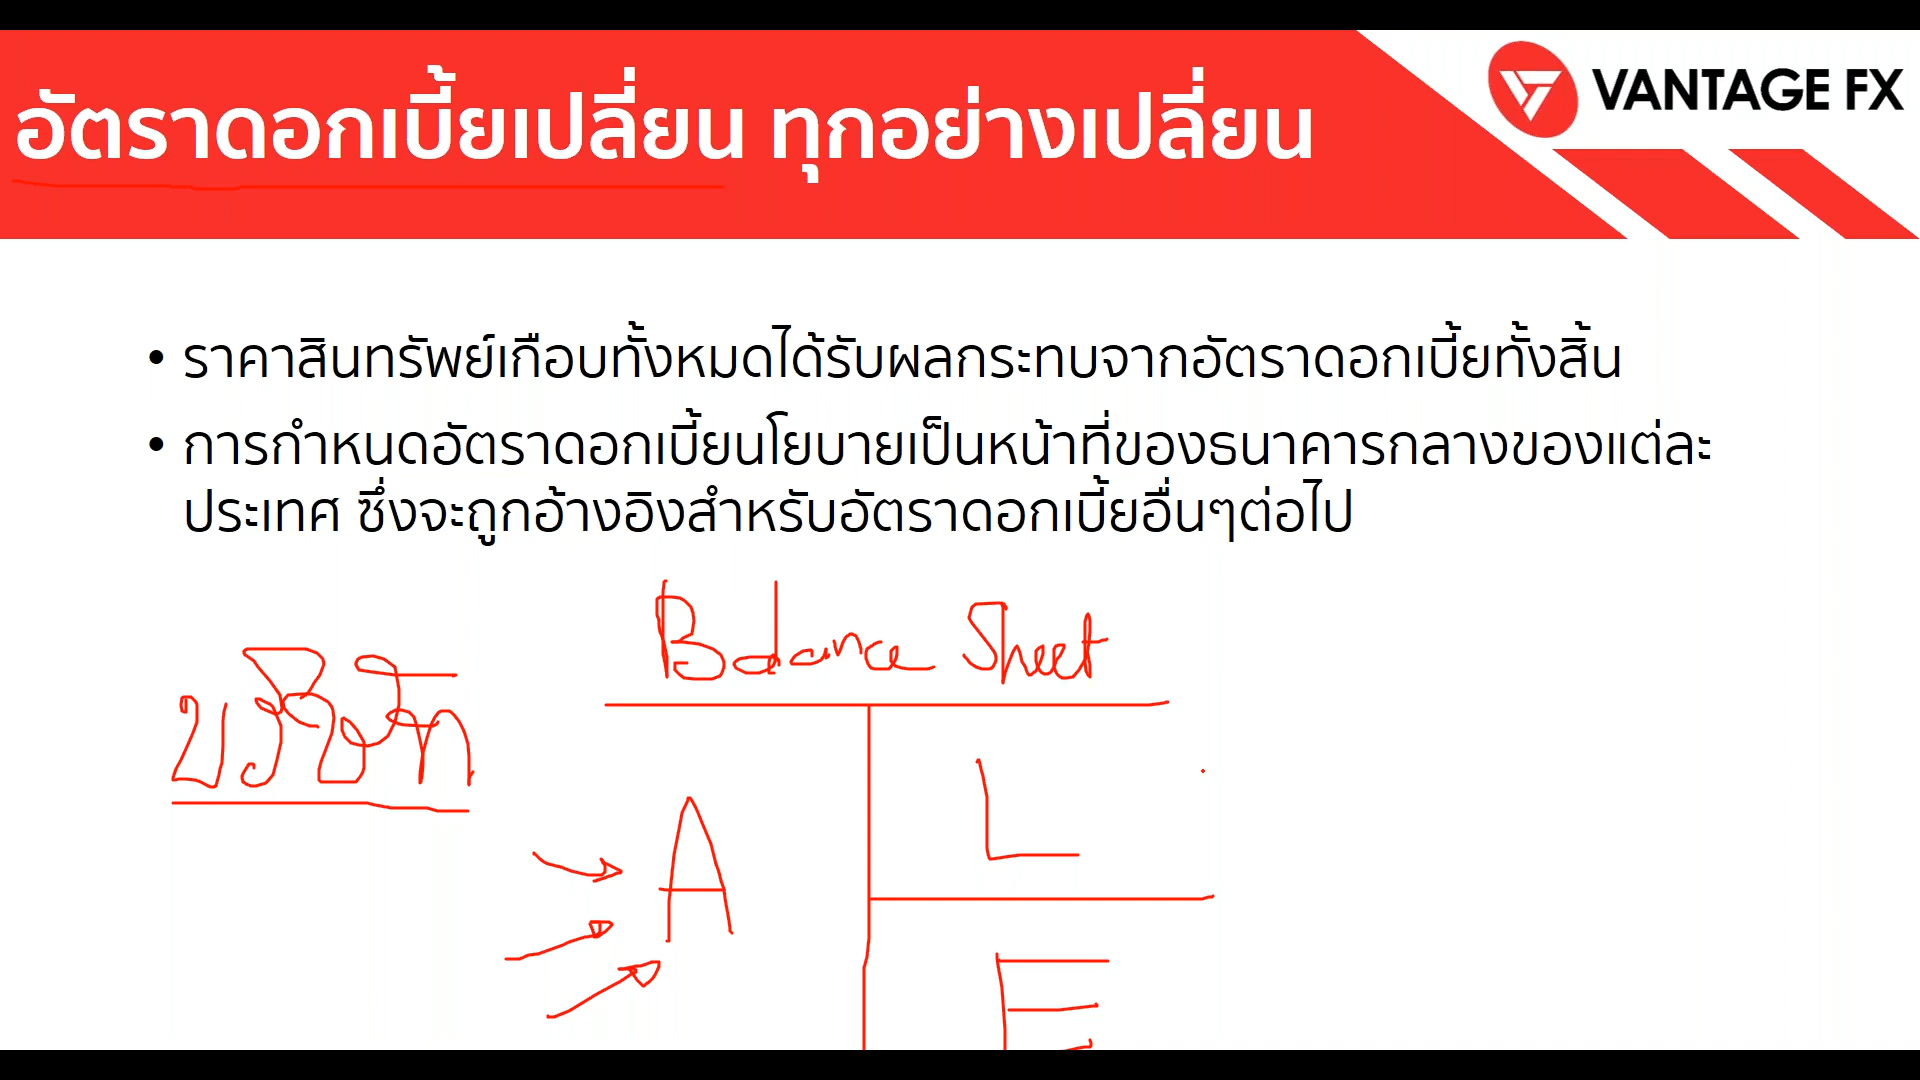 อัตราดอกเบี้ยเปลี่ยน ทุกอย่างเปลี่ยน
VANTAGE FX
• ราคาสินทรัพย์เกือบทั้งหมดได้รับผลกระทบจากอัตราดอกเบี้ยทั้งสิ้น
• การกำหนดอัตราดอกเบี้ยนโยบายเป็นหน้าที่ของธนาคารกลางของแต่ละ
ประเทศ ซึ่งจะถูกอ้างอิงสำหรับอัตราดอกเบี้ยอื่นๆต่อไป
Balance Sheet
บริษัท
L
A
E